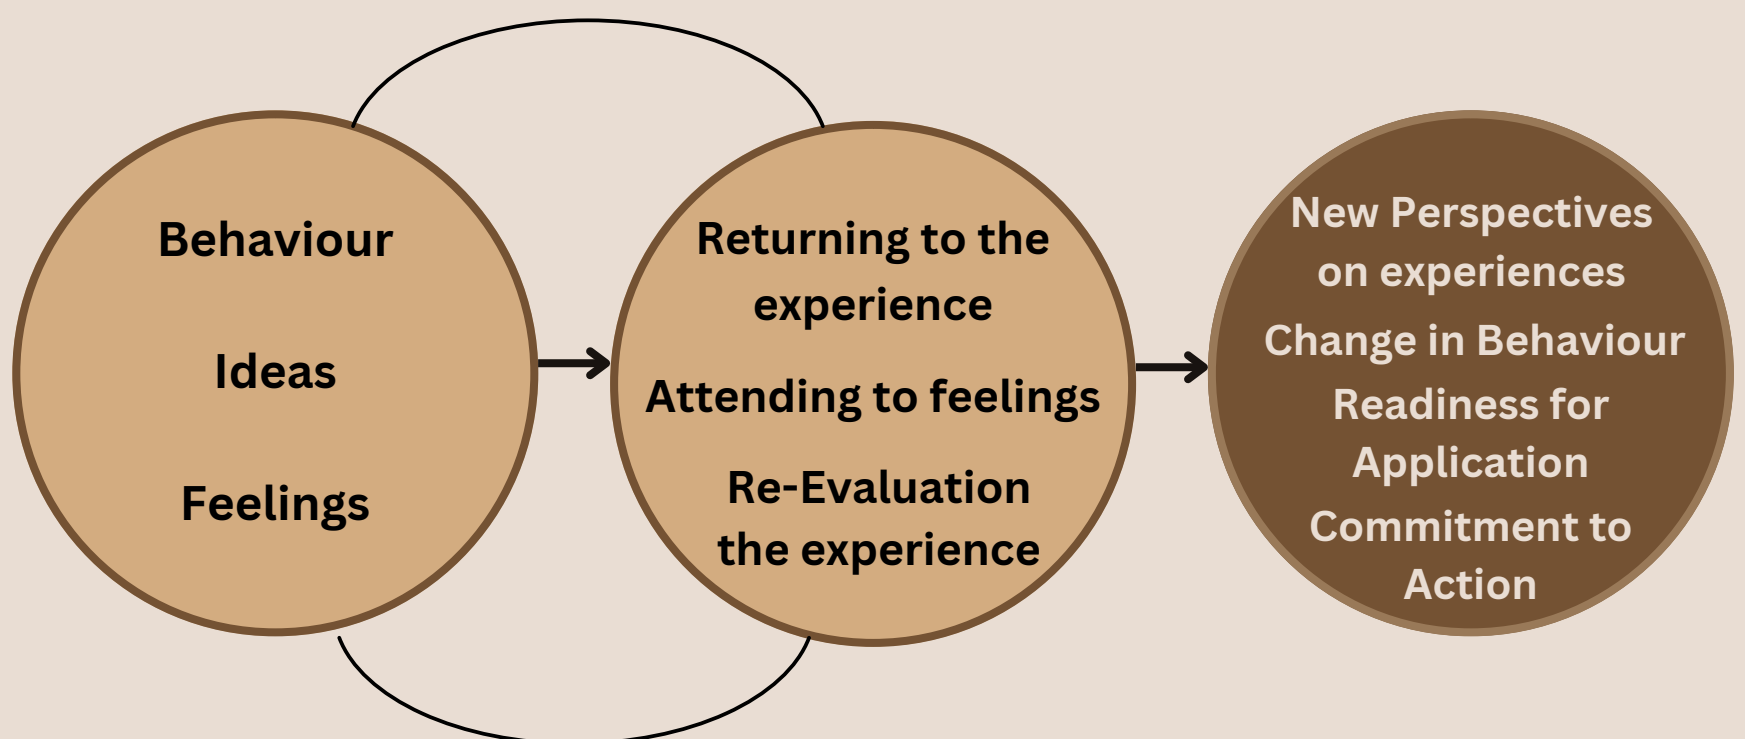 Behaviour
Ideas
Feelings
Returning to the
experience
Attending to feelings
Re-Evaluation
the experience
New Perspectives
on experiences
Change in Behaviour
Readiness for
Application
Commitment to
Action